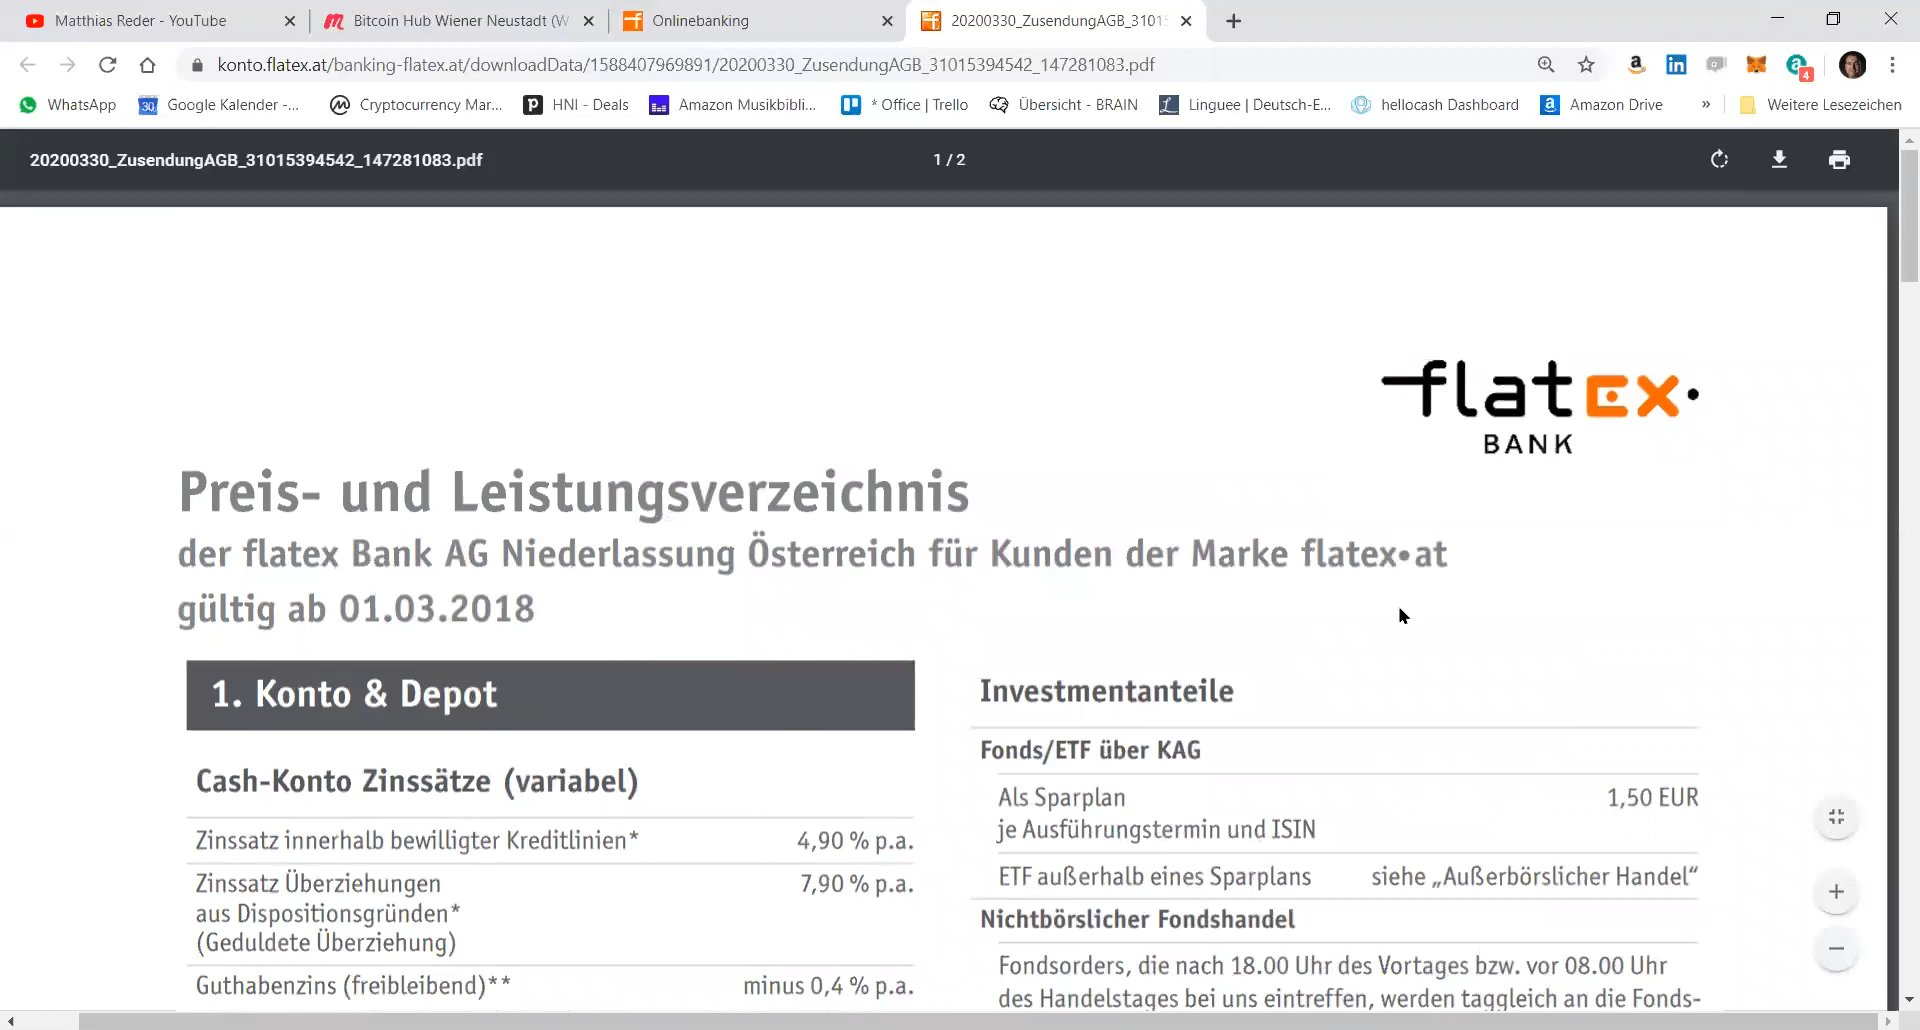 Matthias Reder - YouTube
Bitcoin Hub Wiener Neustadt (W
Onlinebanking
20200330_ZusendungAGB_3101
konto.flatex.at/banking-flatex.at/downloadData/1588407969891/20200330_ZusendungAGB_31015394542_147281083.pdf
4
WhatsApp
30
Google Kalender -...
Cryptocurrency Mar...
HNI - Deals
Amazon Musikbibli...
* Office | Trello
Übersicht - BRAIN
Linguee | Deutsch-E...
hellocash Dashboard
Amazon Drive
»
Weitere Lesezeichen
20200330_ZusendungAGB_31015394542_147281083.pdf
1 / 2
flatex
BANK
Preis- und Leistungsverzeichnis
der flatex Bank AG Niederlassung Österreich für Kunden der Marke flatex•at
gültig ab 01.03.2018
1. Konto & Depot
Cash-Konto Zinssätze (variabel)
Zinssatz innerhalb bewilligter Kreditlinien* 4,90 % p.a.
Zinssatz Überziehungen 7,90 % p.a.
aus Dispositionsgründen*
(Geduldete Überziehung)
Guthabenzins (freibleibend)** minus 0,4 % p.a.
Investmentanteile
Fonds/ETF über KAG
Als Sparplan 1,50 EUR
je Ausführungstermin und ISIN
ETF außerhalb eines Sparplans siehe „Außerbörslicher Handel“
Nichtbörslicher Fondshandel
Fondsorders, die nach 18.00 Uhr des Vortages bzw. vor 08.00 Uhr
des Handelstages bei uns eintreffen, werden taggleich an die Fonds-